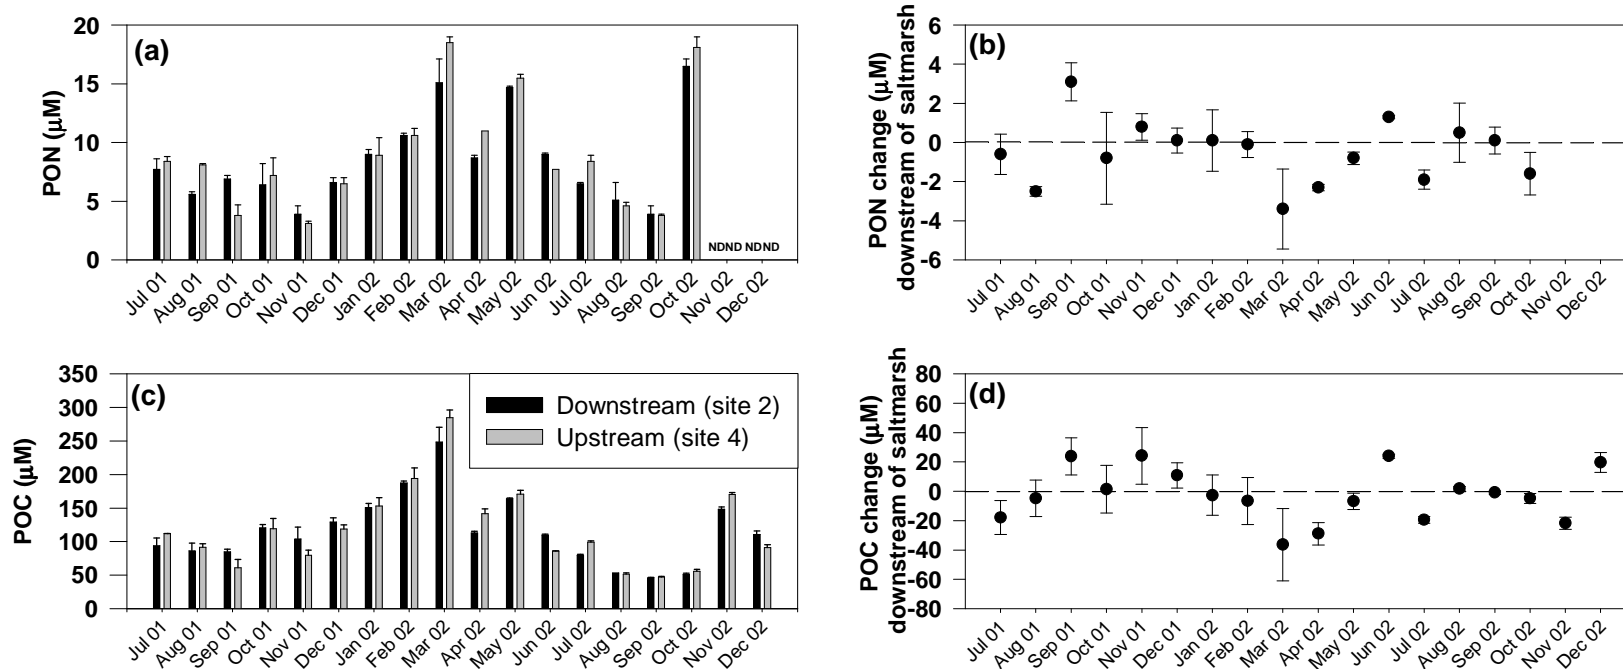 (a)
PON (μM)
20
15
10
5
0
NDND NDND
Jul 01
Aug 01
Sep 01
Oct 01
Nov 01
Dec 01
Jan 02
Feb 02
Mar 02
Apr 02
May 02
Jun 02
Jul 02
Aug 02
Sep 02
Oct 02
Nov 02
Dec 02
(b)
PON change (μM)
downstream of saltmarsh
6
4
2
0
-2
-4
-6
Jul 01
Aug 01
Sep 01
Oct 01
Nov 01
Dec 01
Jan 02
Feb 02
Mar 02
Apr 02
May 02
Jun 02
Jul 02
Aug 02
Sep 02
Oct 02
Nov 02
Dec 02
(c)
POC (μM)
350
300
250
200
150
100
50
0
Downstream (site 2)
Upstream (site 4)
Jul 01
Aug 01
Sep 01
Oct 01
Nov 01
Dec 01
Jan 02
Feb 02
Mar 02
Apr 02
May 02
Jun 02
Jul 02
Aug 02
Sep 02
Oct 02
Nov 02
Dec 02
(d)
POC change (μM)
downstream of saltmarsh
80
60
40
20
0
-20
-40
-60
-80
Jul 01
Aug 01
Sep 01
Oct 01
Nov 01
Dec 01
Jan 02
Feb 02
Mar 02
Apr 02
May 02
Jun 02
Jul 02
Aug 02
Sep 02
Oct 02
Nov 02
Dec 02